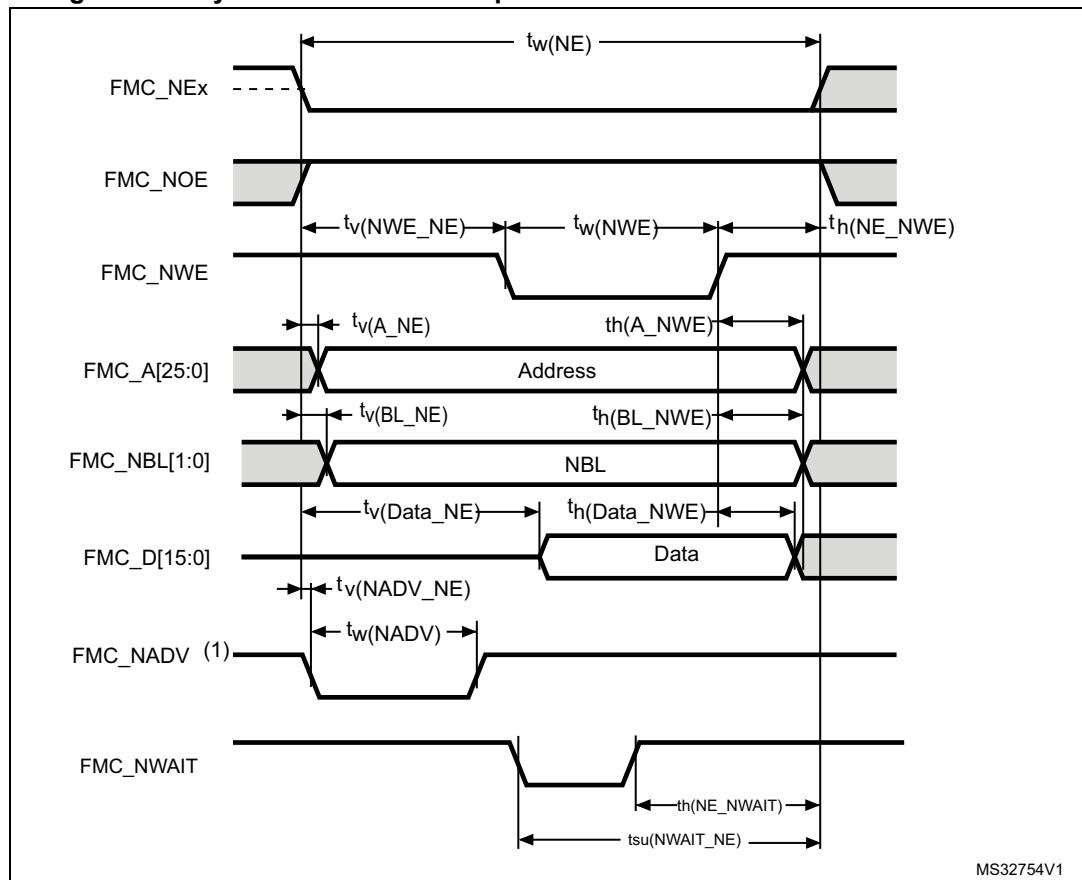 tw(NE)
FMC_NEx
FMC_NOE
tv(NWE_NE) tw(NWE) th(NE_NWE)
FMC_NWE
tv(A_NE) th(A_NWE)
FMC_A[25:0] Address
tv(BL_NE) th(BL_NWE)
FMC_NBL[1:0] NBL
tv(Data_NE) th(Data_NWE)
FMC_D[15:0] Data
tv(NADV_NE)
tw(NADV)
FMC_NADV (1)
FMC_NWAIT
th(NE_NWAIT)
tsu(NWAIT_NE)
MS32754V1